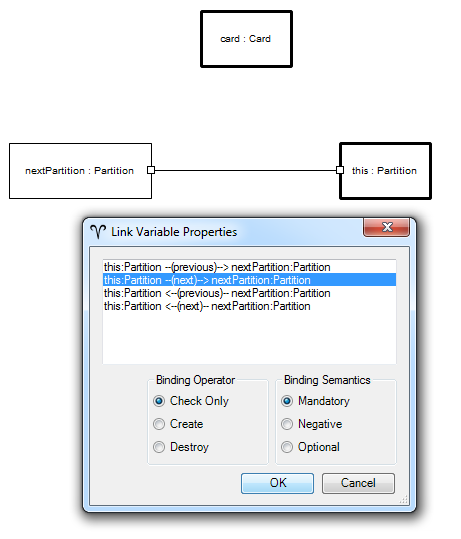 card : Card
nextPartition : Partition
this : Partition
Link Variable Properties
this:Partition --(previous)--> nextPartition:Partition
this:Partition --(next)--> nextPartition:Partition
this:Partition <--(previous)-- nextPartition:Partition
this:Partition <--(next)-- nextPartition:Partition
Binding Operator
Check Only
Create
Destroy
Binding Semantics
Mandatory
Negative
Optional
OK
Cancel